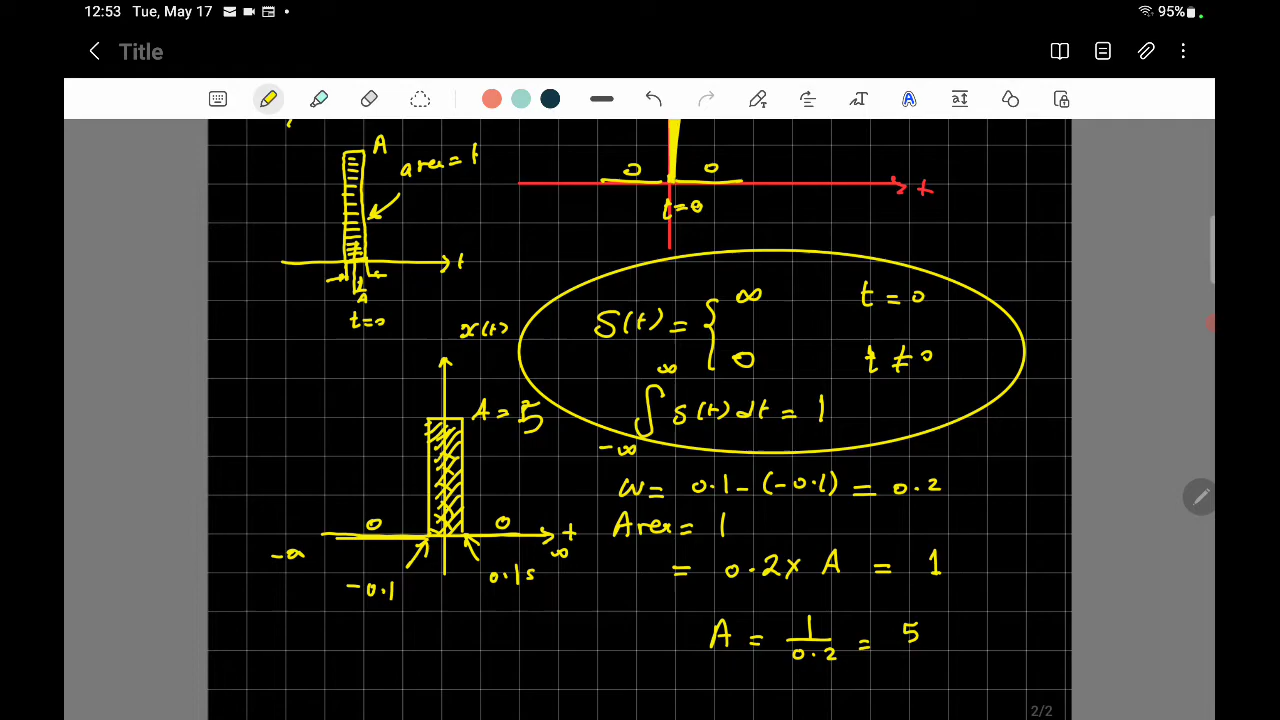 12:53 Tue, May 17
95%
Title
A
area = 1
t
1/A
t=0
0 0
t=0
t
δ(t) = { ∞ t = 0
0 t ≠ 0
∫ -∞ ∞ δ(t) dt = 1
x(t)
A = 5
0 0
t
-∞ ∞
-0.1 0.1s
W = 0.1 - (-0.1) = 0.2
Area = 1
= 0.2 x A = 1
A = 1/0.2 = 5
2/2